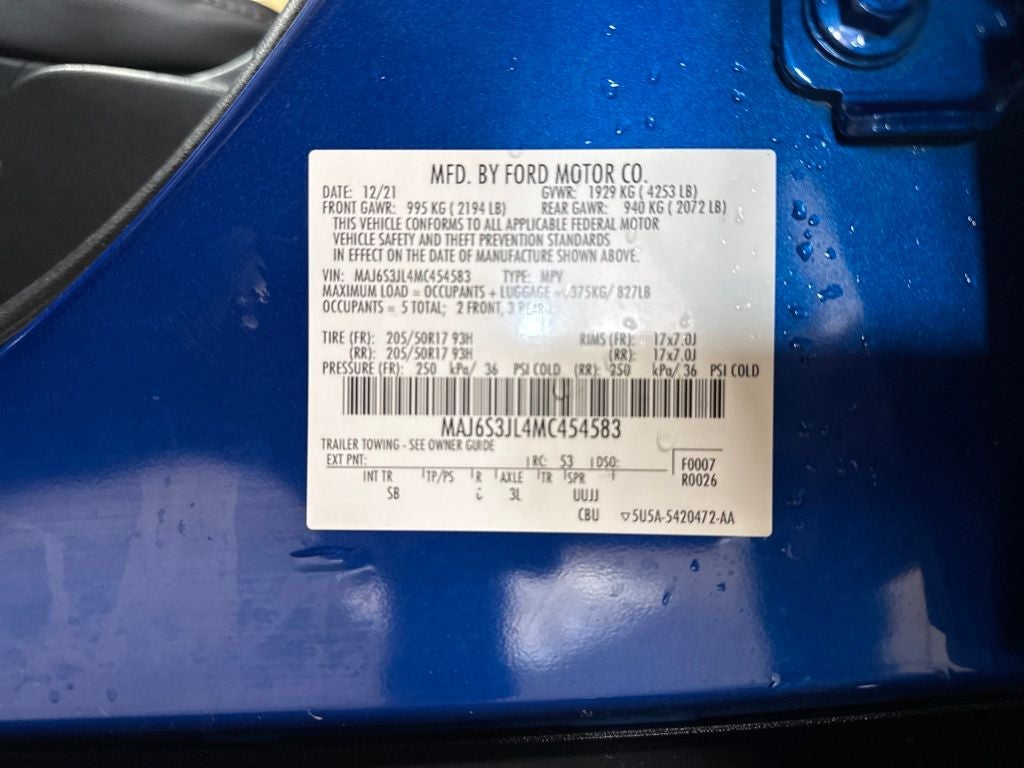 MFD. BY FORD MOTOR CO.
DATE: 12/21 GVWR: 1929 KG ( 4253 LB)
FRONT GAWR: 995 KG ( 2194 LB) REAR GAWR: 940 KG ( 2072 LB)
THIS VEHICLE CONFORMS TO ALL APPLICABLE FEDERAL MOTOR
VEHICLE SAFETY AND THEFT PREVENTION STANDARDS
IN EFFECT ON THE DATE OF MANUFACTURE SHOWN ABOVE.
VIN: MAJ6S3JL4MC454583 TYPE: MPV
MAXIMUM LOAD = OCCUPANTS + LUGGAGE = 375KG/ 827LB
OCCUPANTS = 5 TOTAL; 2 FRONT, 3 REAR
TIRE (FR): 205/50R17 93H RIMS (FR): 17x7.0J
(RR): 205/50R17 93H (RR): 17x7.0J
PRESSURE (FR): 250 kPa/ 36 PSI COLD (RR): 250 kPa/ 36 PSI COLD
MAJ6S3JL4MC454583
TRAILER TOWING - SEE OWNER GUIDE
EXT PNT: RC: 53 DSO: F0007
R0026
INT TR TP/PS R AXLE TR SPR
SB 3L UUJJ
CBU ▽5U5A-5420472-AA